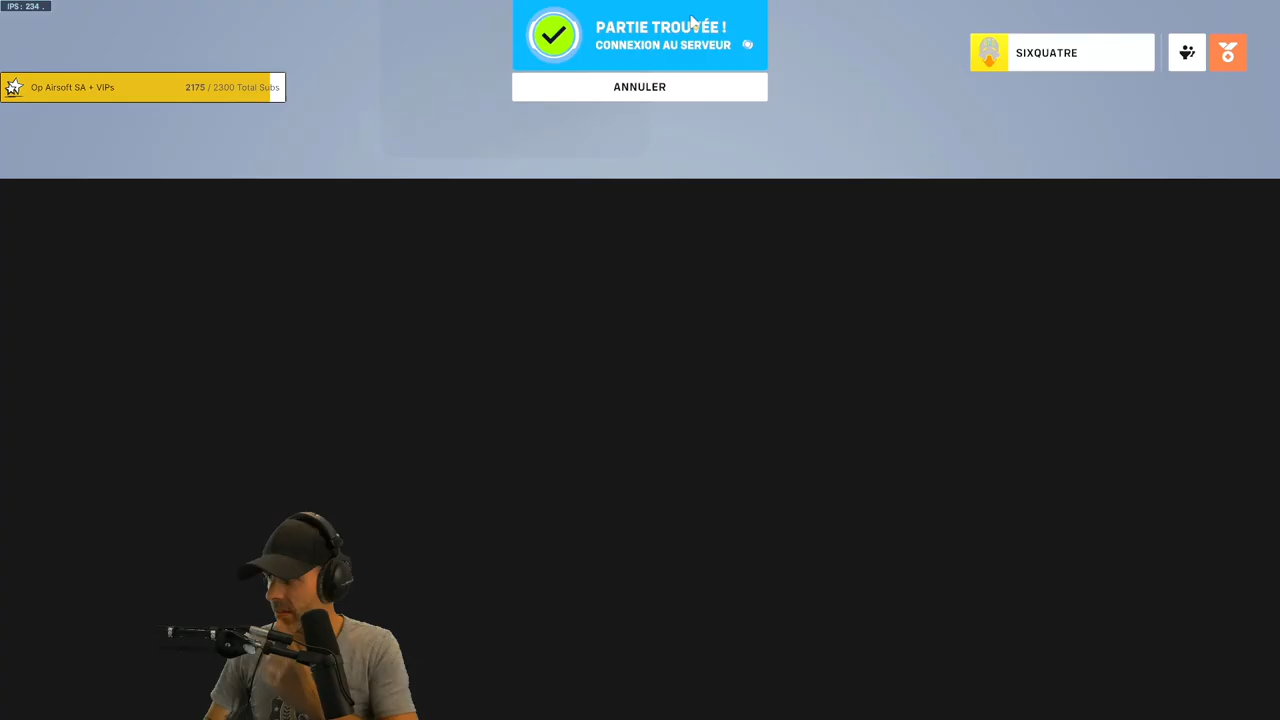 IPS: 234 .
PARTIE TROUVÉE !
CONNEXION AU SERVEUR
ANNULER
SIXQUATRE
Op Airsoft SA + VIPs 2175 / 2300 Total Subs